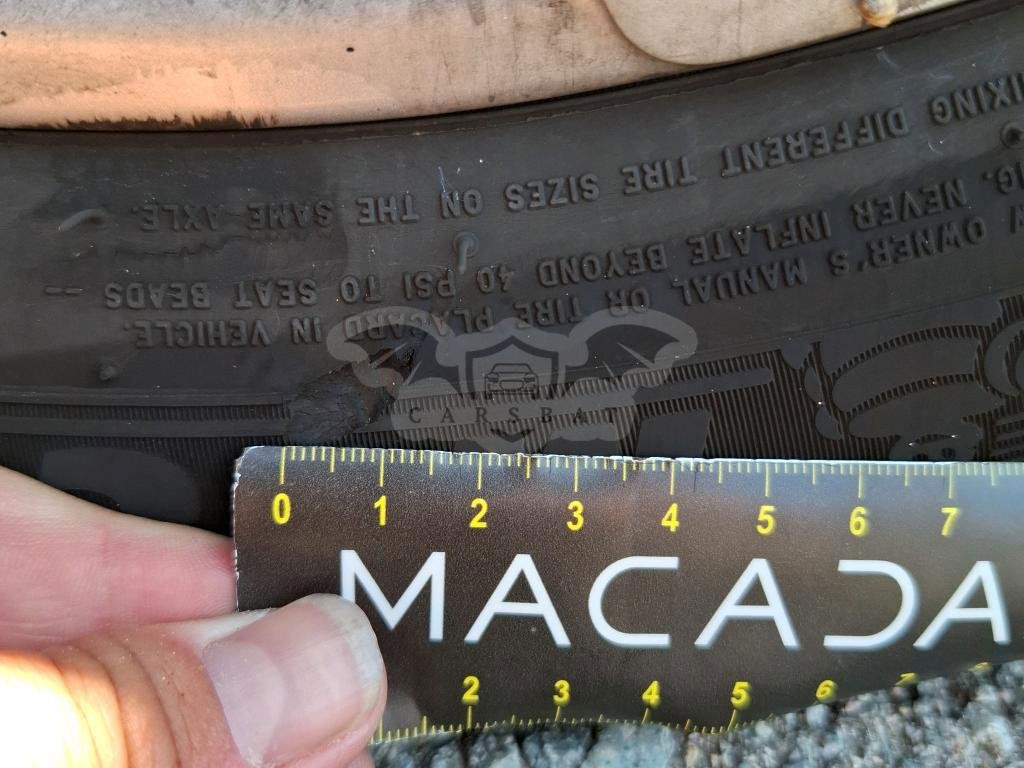 OWNER'S MANUAL OR TIRE PLACARD IN VEHICLE.
NG. NEVER INFLATE BEYOND 40 PSI TO SEAT BEADS --
IXING DIFFERENT TIRE SIZES ON THE SAME AXLE.
CARSBAT
0 1 2 3 4 5 6 7
MACADA
2 3 4 5 6 7